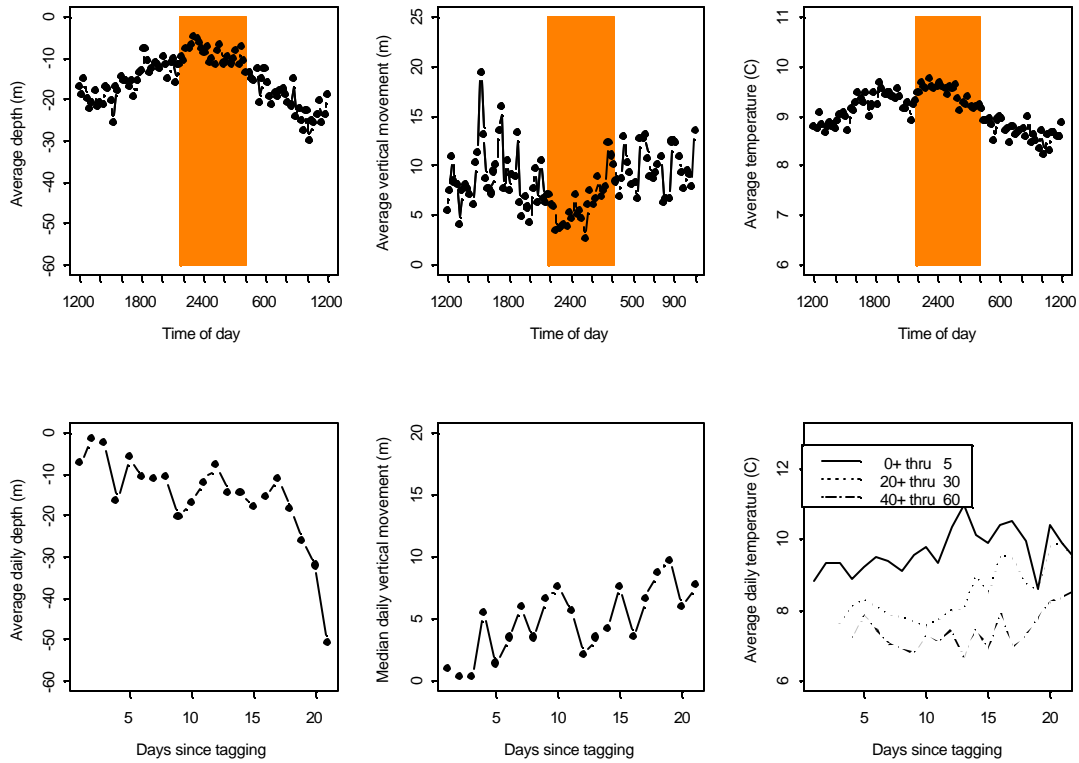 Average depth (m)
0
-10
-20
-30
-40
-50
-60
1200 1800 2400 600 1200
Time of day
Average vertical movement (m)
25
20
15
10
5
0
1200 1800 2400 500 900
Time of day
Average temperature (C)
11
10
9
8
7
6
1200 1800 2400 600 1200
Time of day
Average daily depth (m)
0
-10
-20
-30
-40
-50
-60
5 10 15 20
Days since tagging
Median daily vertical movement (m)
20
15
10
5
0
5 10 15 20
Days since tagging
Average daily temperature (C)
12
10
8
6
0+ thru 5
20+ thru 30
40+ thru 60
5 10 15 20
Days since tagging